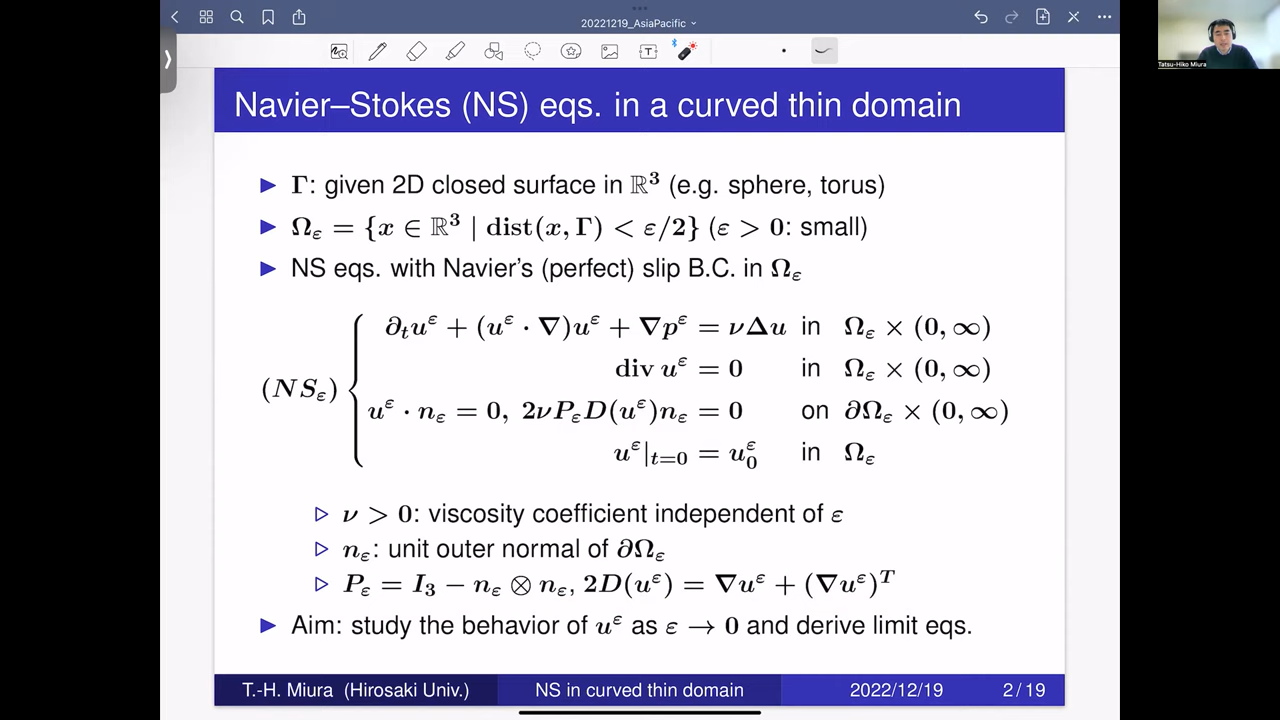 20221219_AsiaPacific
Tatsu-Hiko Miura
Navier–Stokes (NS) eqs. in a curved thin domain
▶ Γ: given 2D closed surface in ℝ³ (e.g. sphere, torus)
▶ Ω_ε = {x ∈ ℝ³ | dist(x, Γ) < ε/2} (ε > 0: small)
▶ NS eqs. with Navier's (perfect) slip B.C. in Ω_ε
∂_t u^ε + (u^ε · ∇)u^ε + ∇p^ε = νΔu in Ω_ε × (0, ∞)
div u^ε = 0 in Ω_ε × (0, ∞)
(NS_ε)
u^ε · n_ε = 0, 2νP_ε D(u^ε)n_ε = 0 on ∂Ω_ε × (0, ∞)
u^ε|_{t=0} = u_0^ε in Ω_ε
▷ ν > 0: viscosity coefficient independent of ε
▷ n_ε: unit outer normal of ∂Ω_ε
▷ P_ε = I_3 − n_ε ⊗ n_ε, 2D(u^ε) = ∇u^ε + (∇u^ε)^T
▶ Aim: study the behavior of u^ε as ε → 0 and derive limit eqs.
T.-H. Miura (Hirosaki Univ.) NS in curved thin domain 2022/12/19 2 / 19